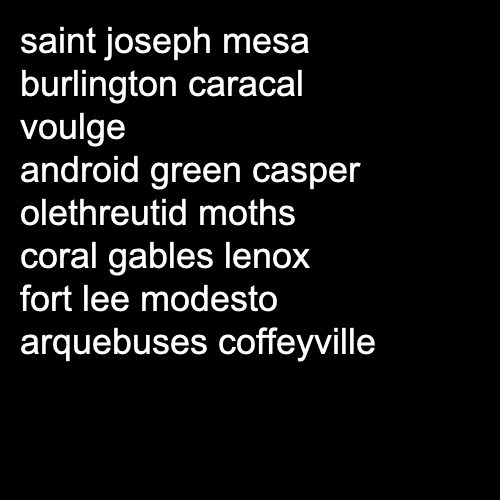 saint joseph mesa
burlington caracal
voulge
android green casper
olethreutid moths
coral gables lenox
fort lee modesto
arquebuses coffeyville